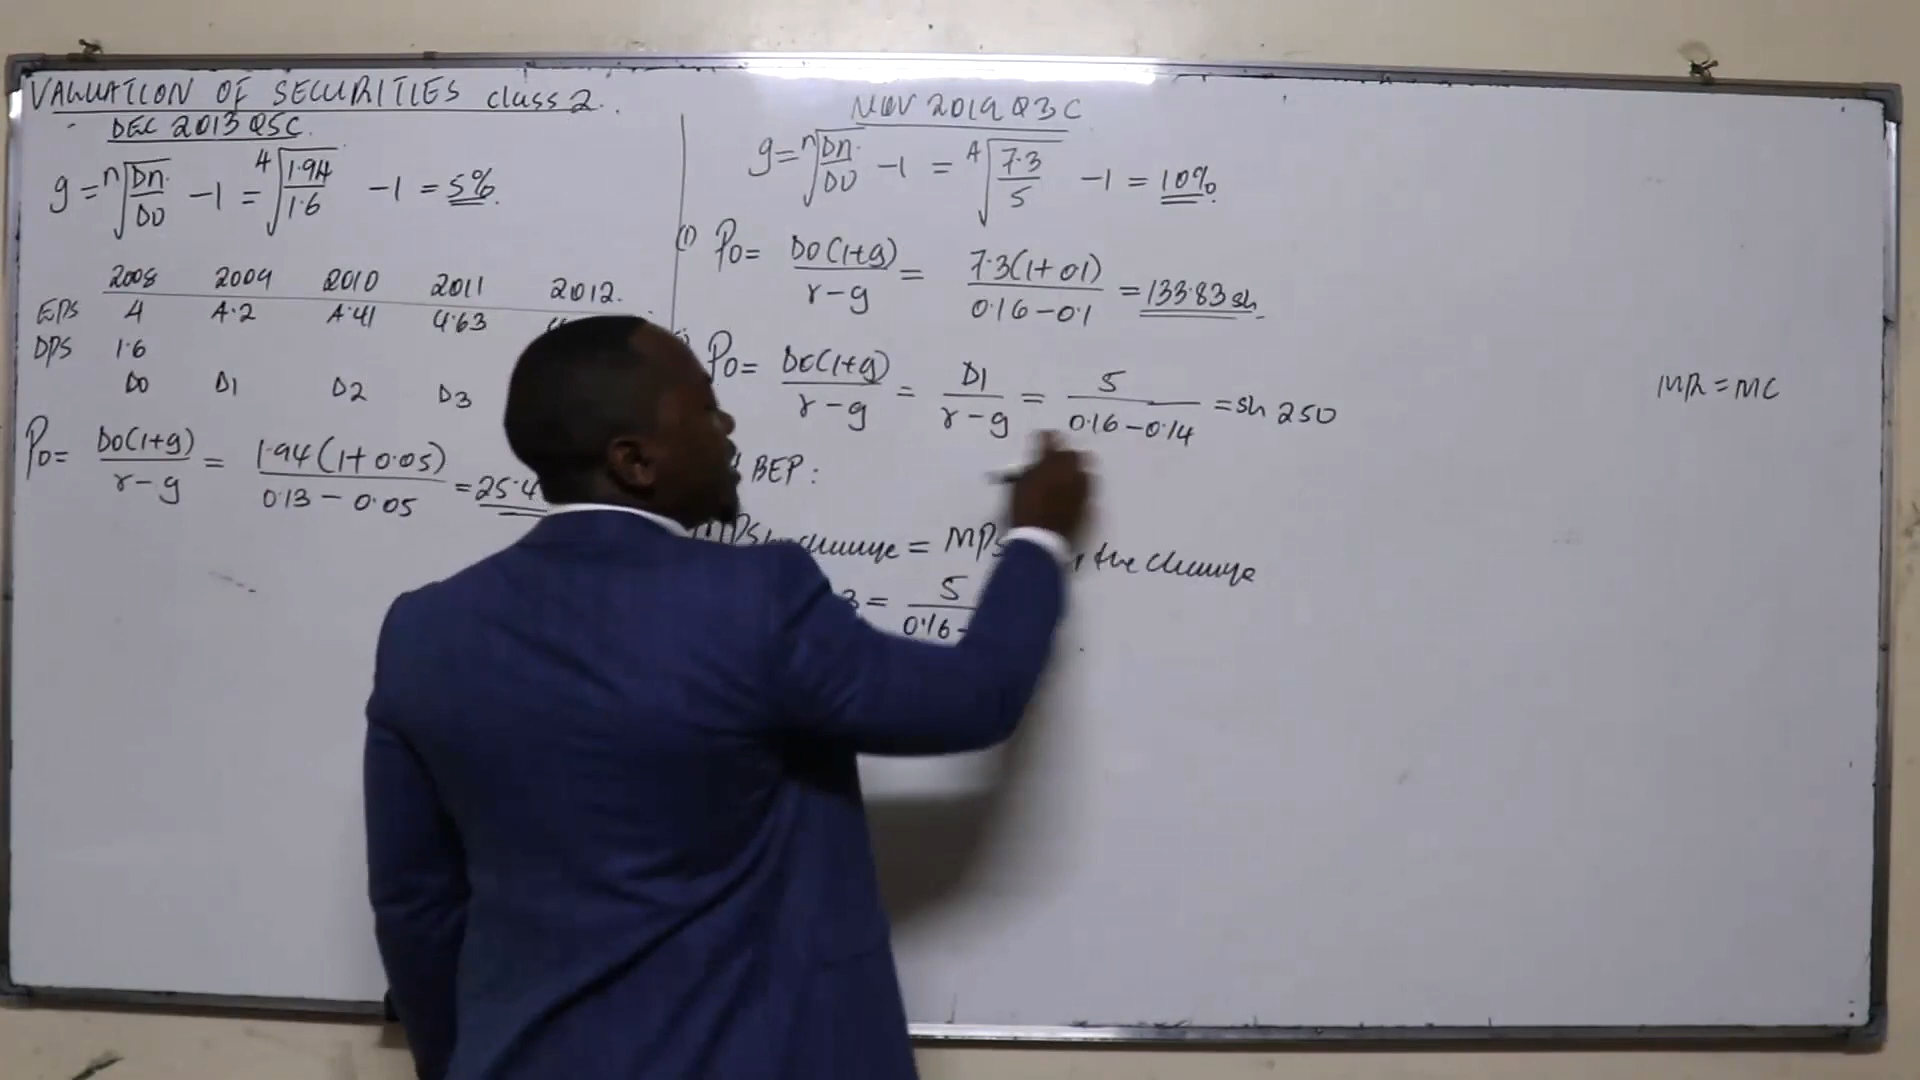 VALUATION OF SECURITIES class 2.
DEC 2013 Q5C.
g = n√(Dn/D0) - 1 = 4√(1.94/1.6) - 1 = 5%.
2008 2009 2010 2011 2012.
EPS 4 4.2 4.41 4.63
DPS 1.6
D0 D1 D2 D3
P0 = D0(1+g)/(r-g) = 1.94(1+0.05)/(0.13-0.05) = 25.4
NOV 2019 Q3C
g = n√(Dn/D0) - 1 = 4√(7.3/5) - 1 = 10%.
(i) P0 = D0(1+g)/(r-g) = 7.3(1+01)/(0.16-0.1) = 133.83 sh.
P0 = D0(1+g)/(r-g) = D1/(r-g) = 5/(0.16-0.14) = sh 250
BEP:
change = MPS the change
3 = 5/(0.16-
MR = MC